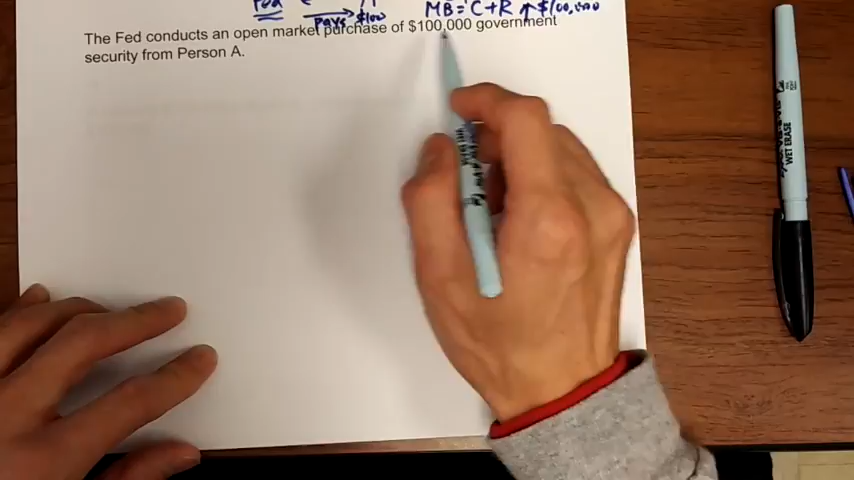 Fed A
pays $100 MB = C + R ↑ $100,000
The Fed conducts an open market purchase of $100,000 government
security from Person A.
WET ERASE